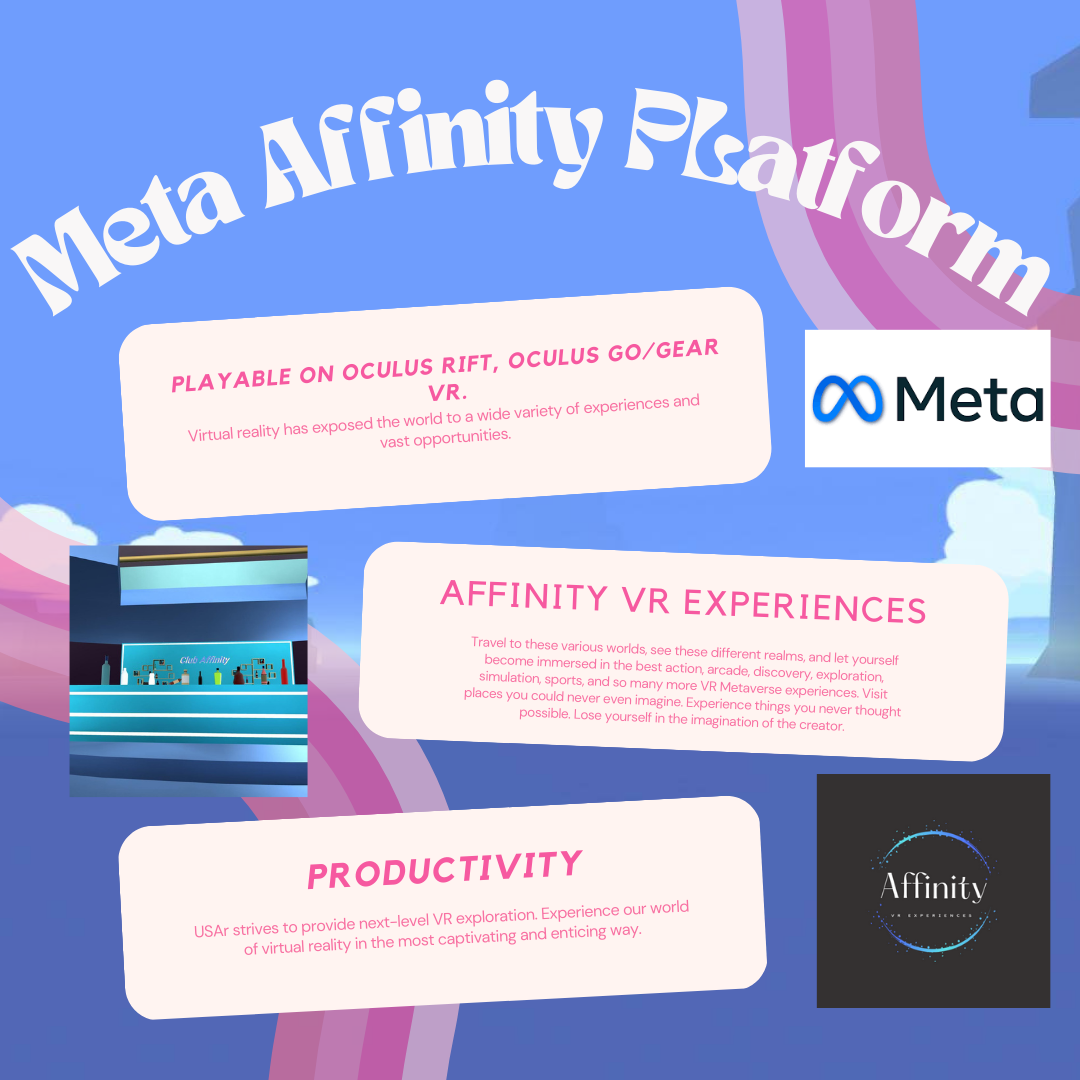 Meta Affinity Platform
PLAYABLE ON OCULUS RIFT, OCULUS GO/GEAR
VR.
Virtual reality has exposed the world to a wide variety of experiences and
vast opportunities.
Meta
Club Affinity
AFFINITY VR EXPERIENCES
Travel to these various worlds, see these different realms, and let yourself
become immersed in the best action, arcade, discovery, exploration,
simulation, sports, and so many more VR Metaverse experiences. Visit
places you could never even imagine. Experience things you never thought
possible. Lose yourself in the imagination of the creator.
PRODUCTIVITY
USAr strives to provide next-level VR exploration. Experience our world
of virtual reality in the most captivating and enticing way.
Affinity
VR EXPERIENCES